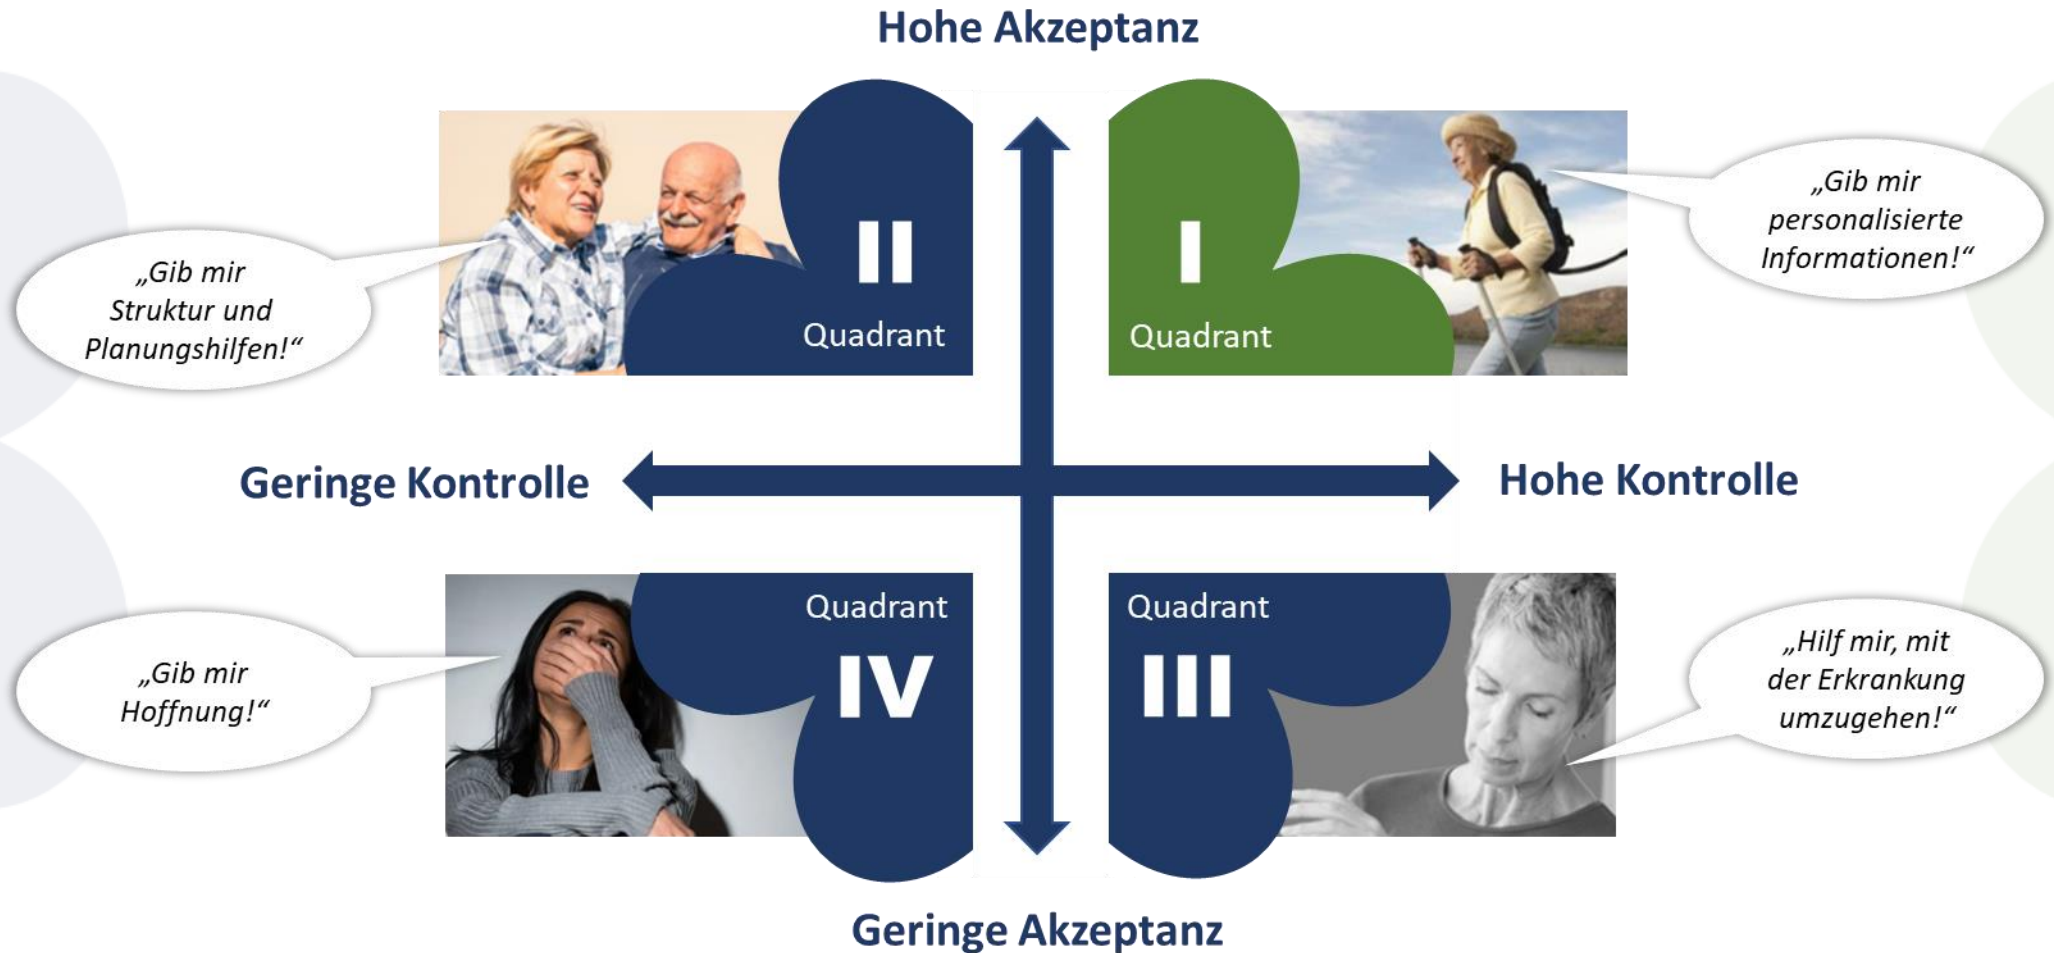 Hohe Akzeptanz
II
Quadrant
I
Quadrant
„Gib mir
Struktur und
Planungshilfen!“
„Gib mir
personalisierte
Informationen!“
Geringe Kontrolle
Hohe Kontrolle
Quadrant
IV
Quadrant
III
„Gib mir
Hoffnung!“
„Hilf mir, mit
der Erkrankung
umzugehen!“
Geringe Akzeptanz